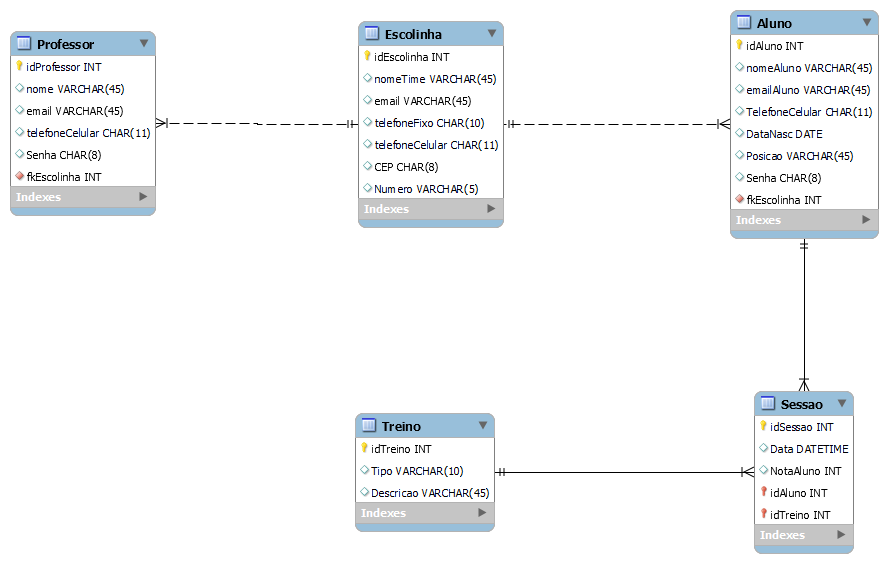 Professor
idProfessor INT
nome VARCHAR(45)
email VARCHAR(45)
telefoneCelular CHAR(11)
Senha CHAR(8)
fkEscolinha INT
Indexes
Escolinha
idEscolinha INT
nomeTime VARCHAR(45)
email VARCHAR(45)
telefoneFixo CHAR(10)
telefoneCelular CHAR(11)
CEP CHAR(8)
Numero VARCHAR(5)
Indexes
Aluno
idAluno INT
nomeAluno VARCHAR(45)
emailAluno VARCHAR(45)
TelefoneCelular CHAR(11)
DataNasc DATE
Posicao VARCHAR(45)
Senha CHAR(8)
fkEscolinha INT
Indexes
Treino
idTreino INT
Tipo VARCHAR(10)
Descricao VARCHAR(45)
Indexes
Sessao
idSessao INT
Data DATETIME
NotaAluno INT
idAluno INT
idTreino INT
Indexes